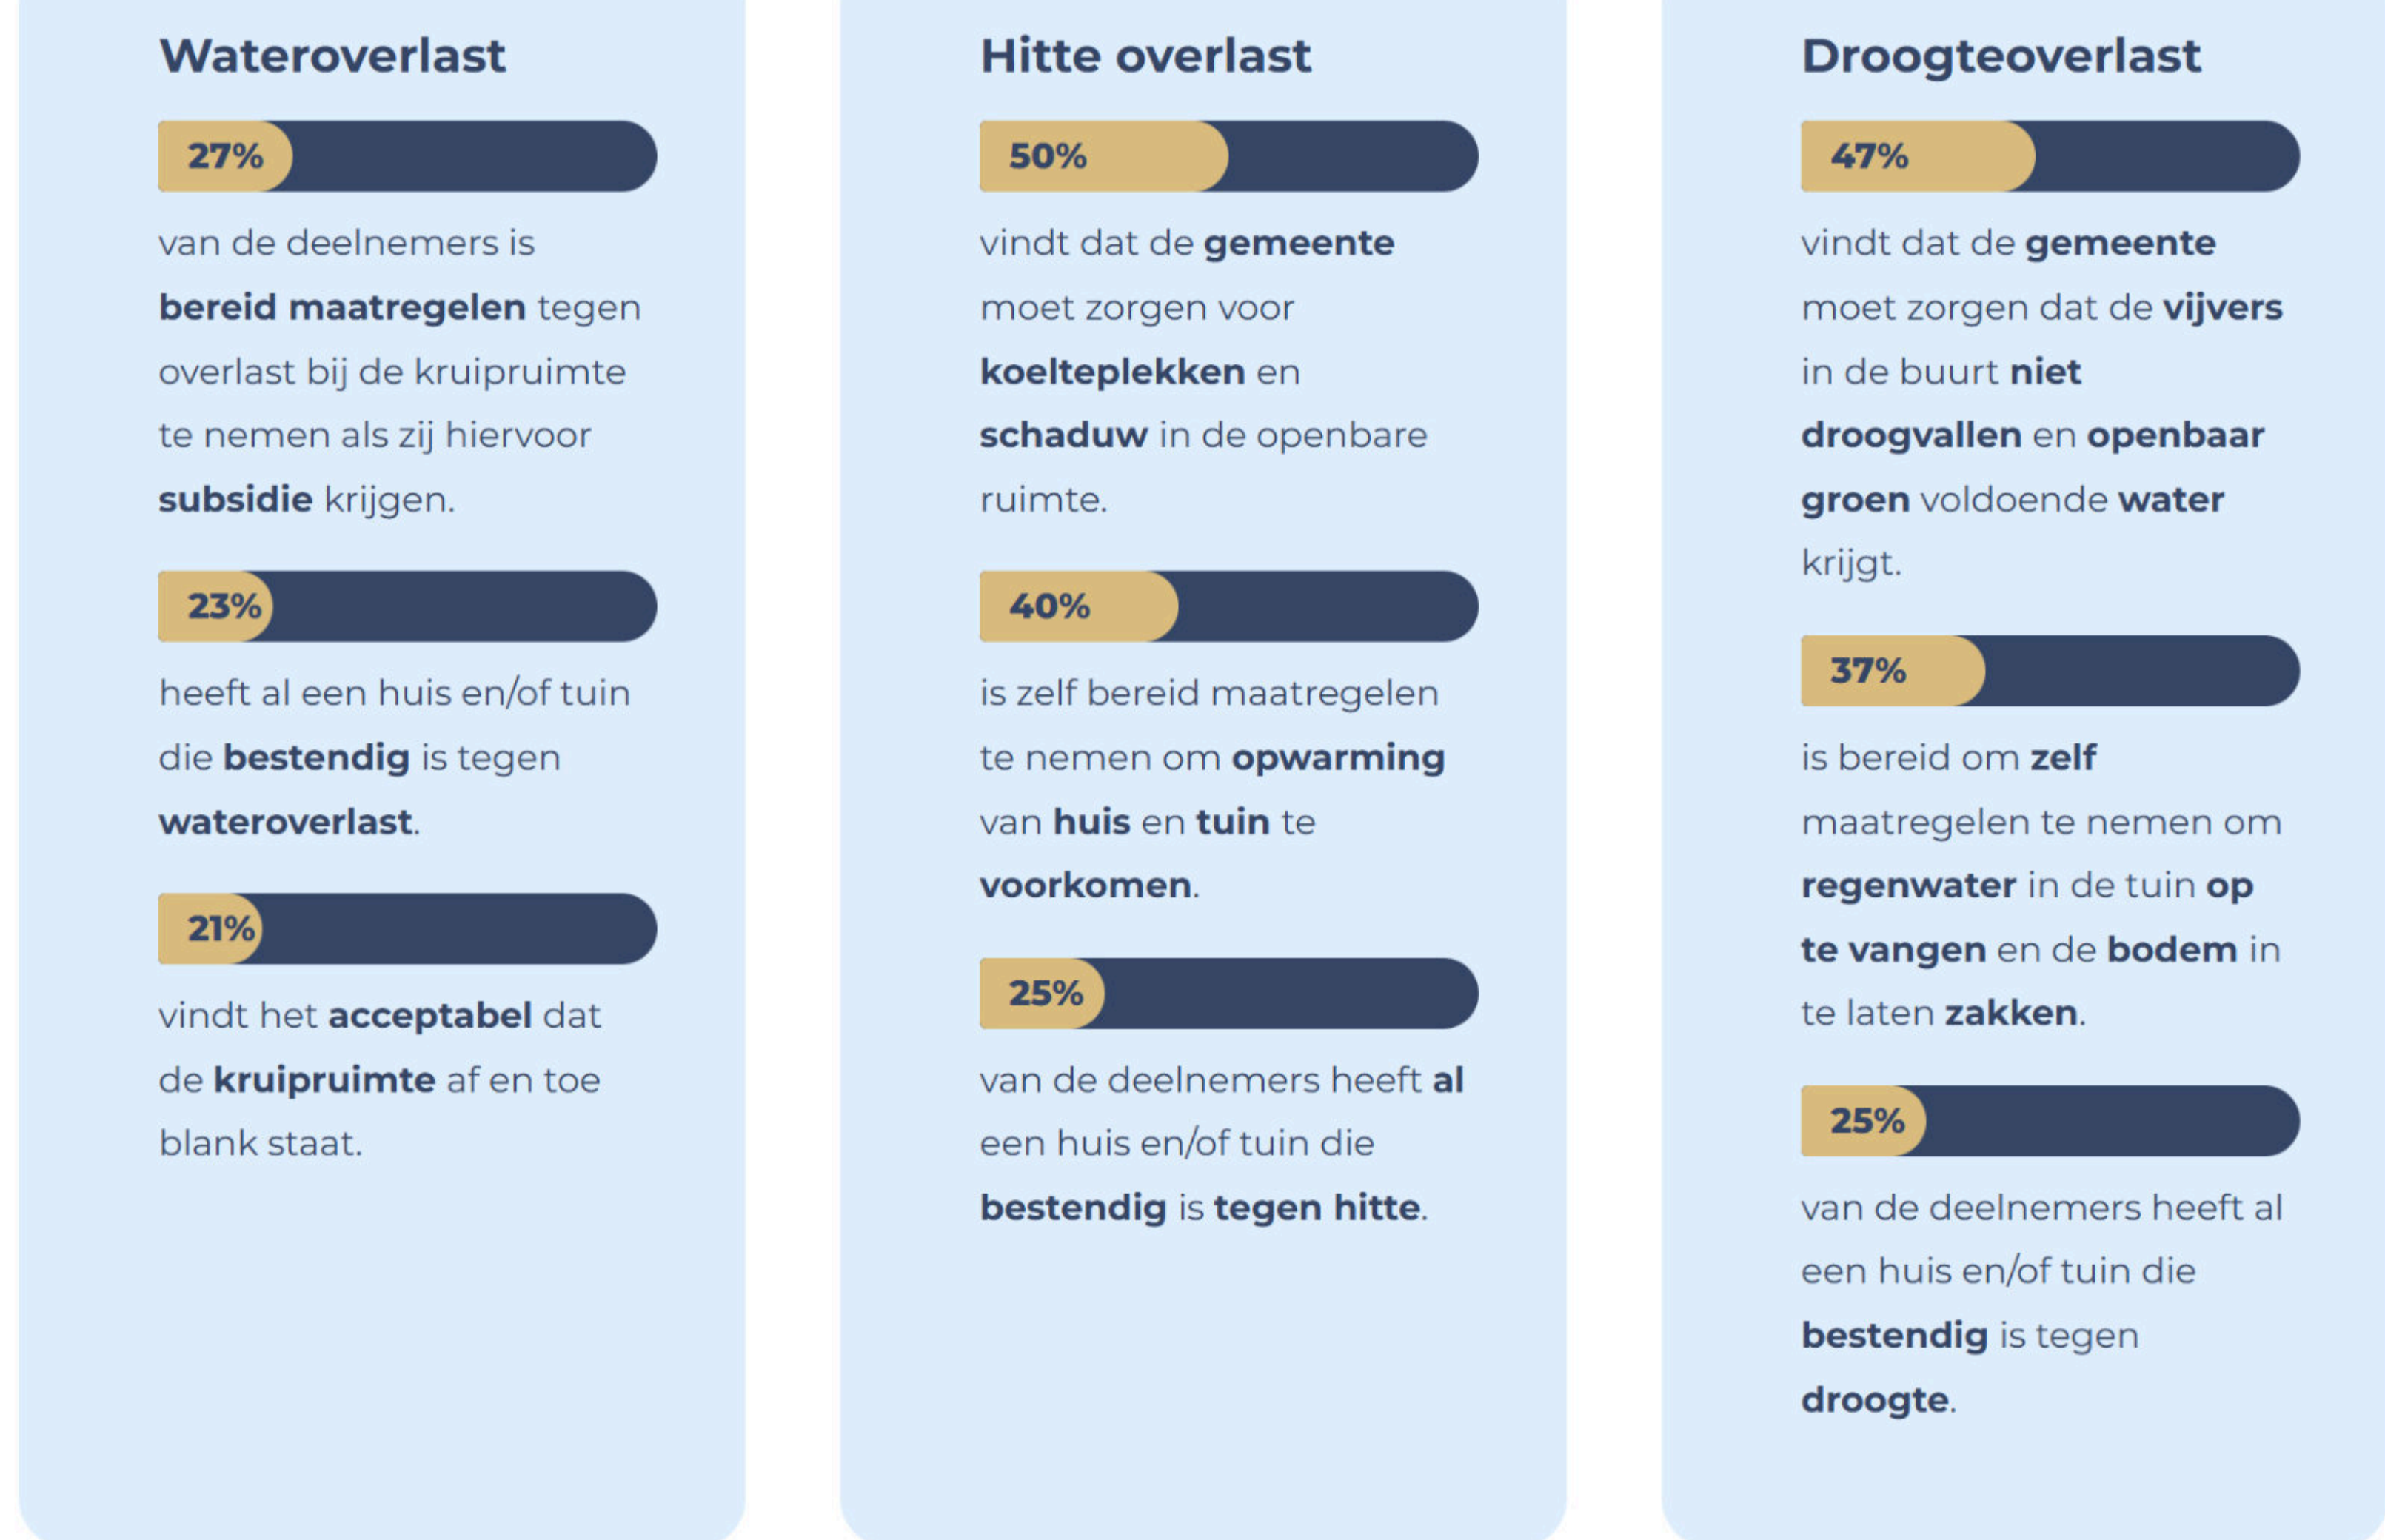 Wateroverlast
27%
van de deelnemers is
bereid maatregelen tegen
overlast bij de kruipruimte
te nemen als zij hiervoor
subsidie krijgen.
23%
heeft al een huis en/of tuin
die bestendig is tegen
wateroverlast.
21%
vindt het acceptabel dat
de kruipruimte af en toe
blank staat.
Hitte overlast
50%
vindt dat de gemeente
moet zorgen voor
koelteplekken en
schaduw in de openbare
ruimte.
40%
is zelf bereid maatregelen
te nemen om opwarming
van huis en tuin te
voorkomen.
25%
van de deelnemers heeft al
een huis en/of tuin die
bestendig is tegen hitte.
Droogteoverlast
47%
vindt dat de gemeente
moet zorgen dat de vijvers
in de buurt niet
droogvallen en openbaar
groen voldoende water
krijgt.
37%
is bereid om zelf
maatregelen te nemen om
regenwater in de tuin op
te vangen en de bodem in
te laten zakken.
25%
van de deelnemers heeft al
een huis en/of tuin die
bestendig is tegen
droogte.